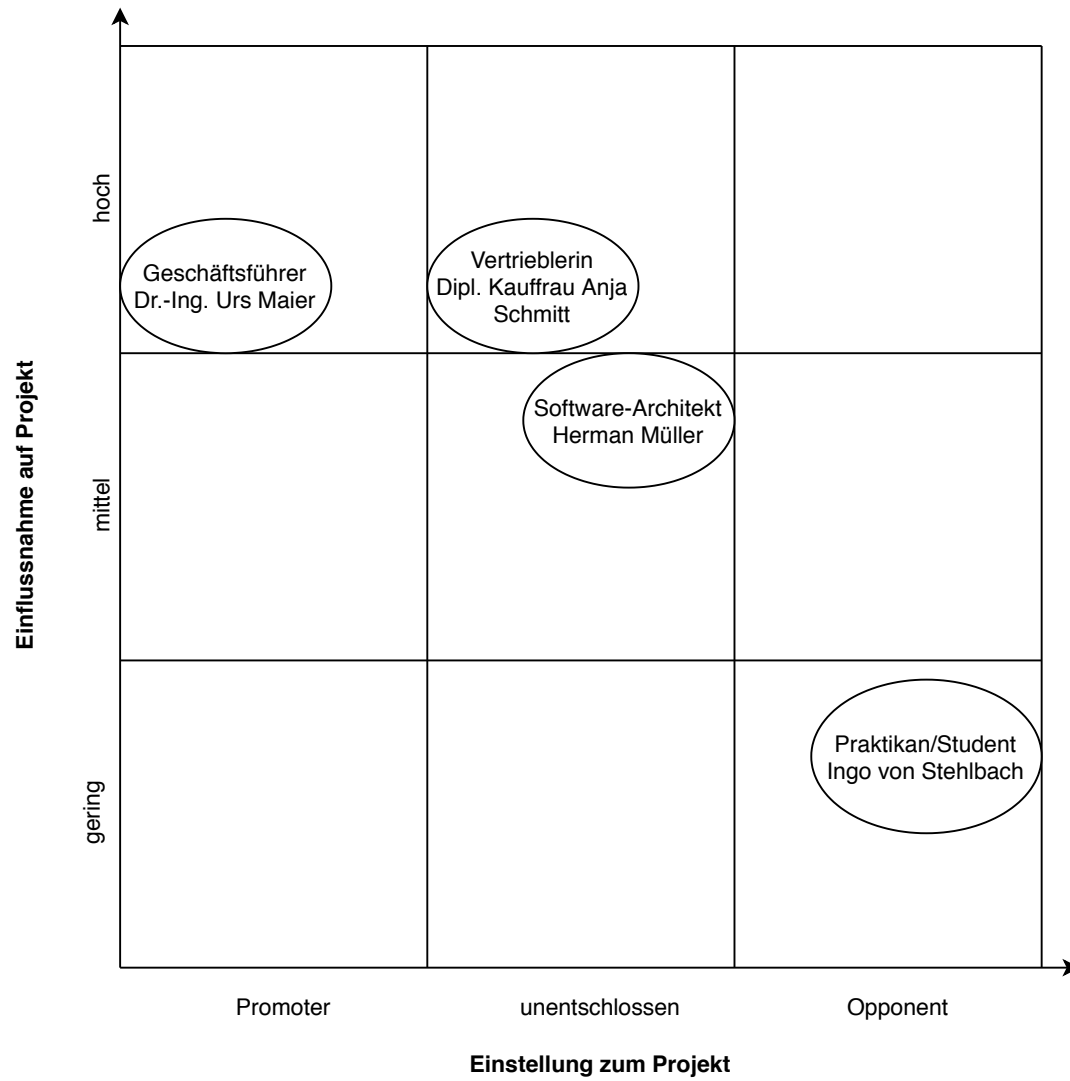 hoch
Geschäftsführer
Dr.-Ing. Urs Maier
Vertrieblerin
Dipl. Kauffrau Anja
Schmitt
Einflussnahme auf Projekt
mittel
Software-Architekt
Herman Müller
gering
Praktikan/Student
Ingo von Stehlbach
Promoter
unentschlossen
Opponent
Einstellung zum Projekt